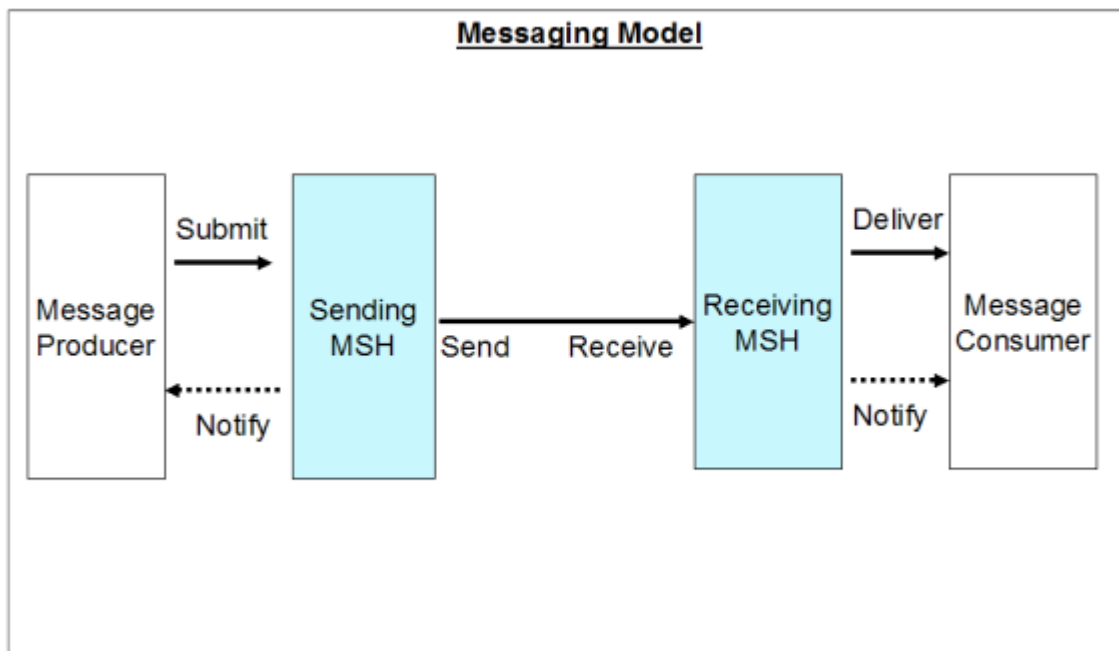 Messaging Model
Submit
Deliver
Message
Producer
Sending
MSH
Receiving
MSH
Message
Consumer
Send
Receive
Notify
Notify